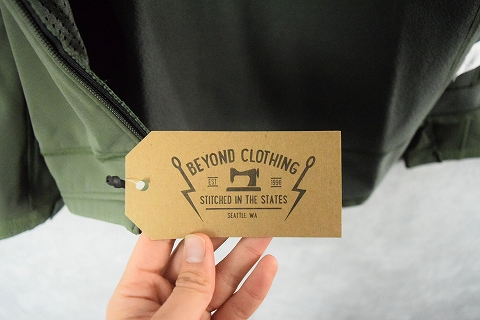 BEYOND CLOTHING
EST 1996
STITCHED IN THE STATES
SEATTLE, WA